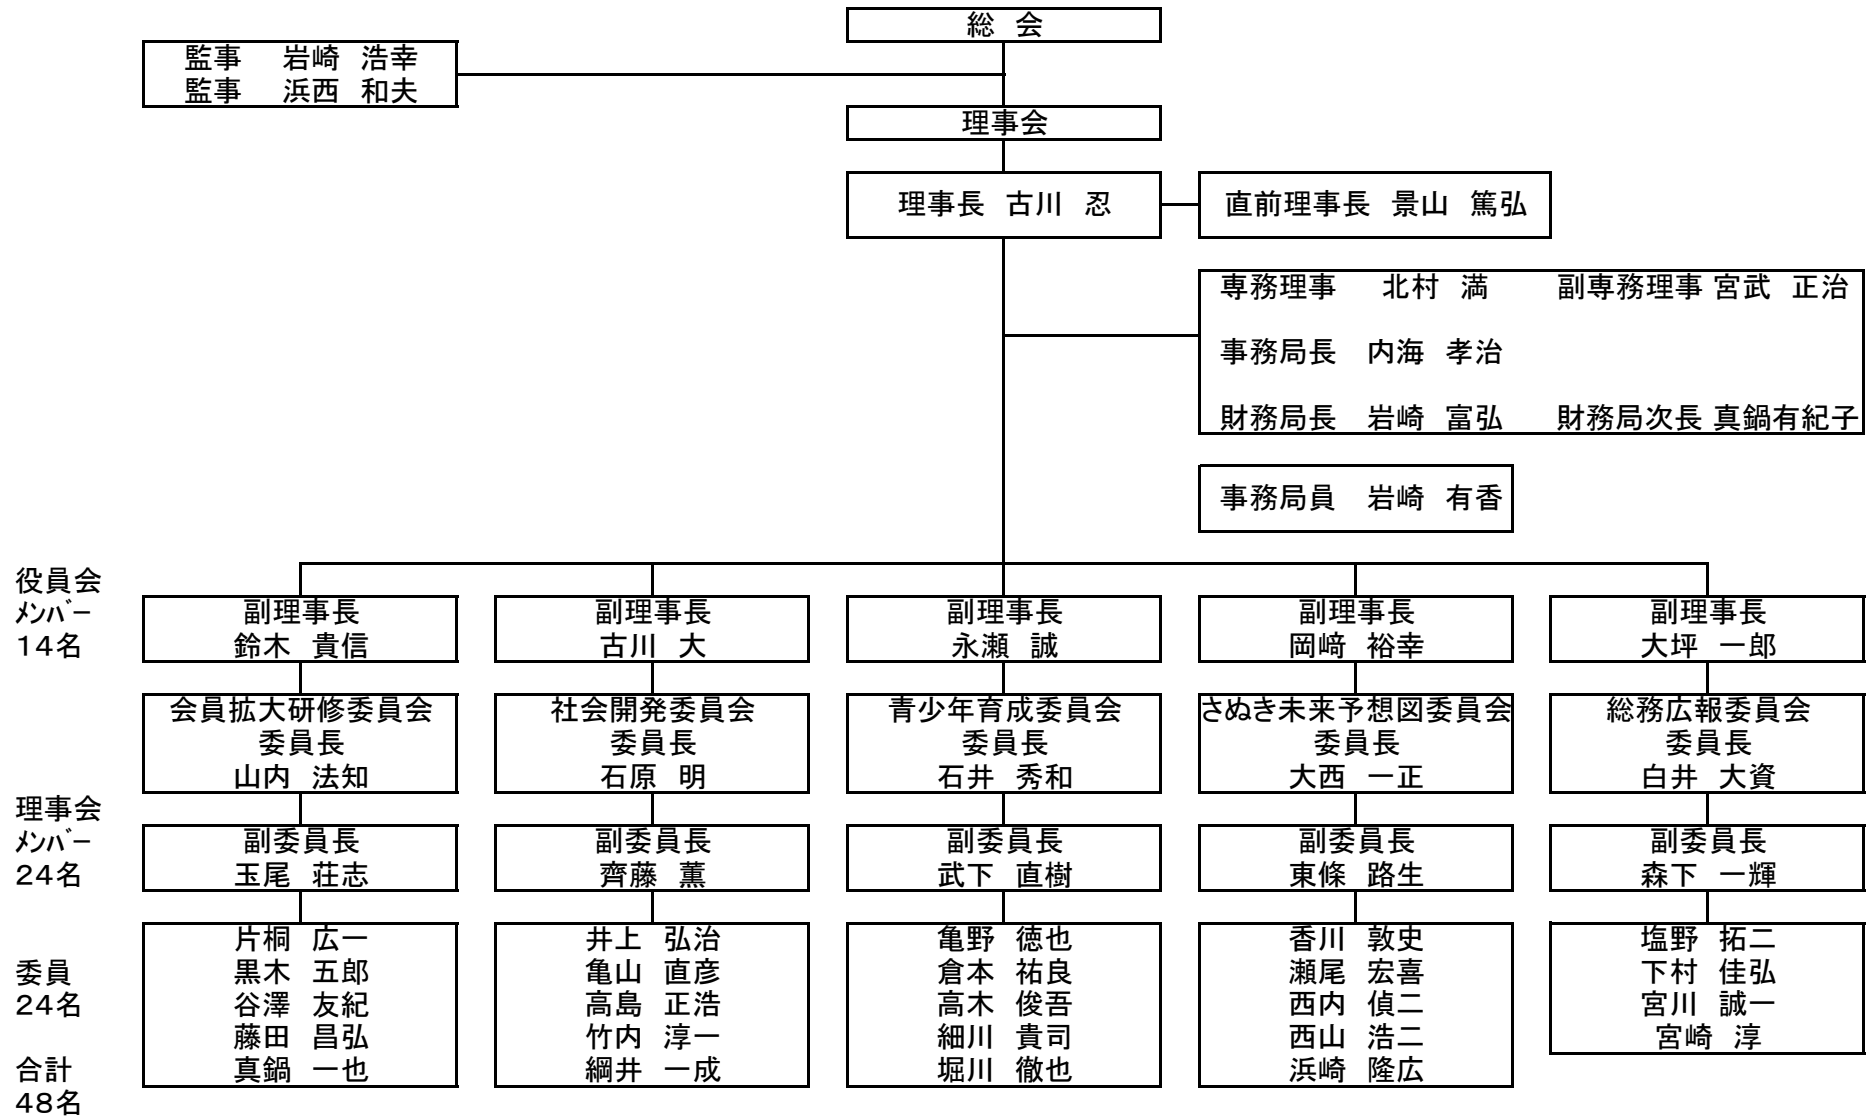 総 会
監事 岩崎 浩幸
監事 浜西 和夫
理事会
理事長 古川 忍
直前理事長 景山 篤弘
専務理事 北村 満 副専務理事 宮武 正治
事務局長 内海 孝治
財務局長 岩崎 富弘 財務局次長 真鍋有紀子
事務局員 岩崎 有香
役員会
ﾒﾝﾊﾞｰ
14名
副理事長
鈴木 貴信
副理事長
古川 大
副理事長
永瀬 誠
副理事長
岡﨑 裕幸
副理事長
大坪 一郎
会員拡大研修委員会
委員長
山内 法知
社会開発委員会
委員長
石原 明
青少年育成委員会
委員長
石井 秀和
さぬき未来予想図委員会
委員長
大西 一正
総務広報委員会
委員長
白井 大資
理事会
ﾒﾝﾊﾞｰ
24名
副委員長
玉尾 荘志
副委員長
齊藤 薫
副委員長
武下 直樹
副委員長
東條 路生
副委員長
森下 一輝
委員
24名
片桐 広一
黒木 五郎
谷澤 友紀
藤田 昌弘
真鍋 一也
井上 弘治
亀山 直彦
高島 正浩
竹内 淳一
綱井 一成
亀野 徳也
倉本 祐良
高木 俊吾
細川 貴司
堀川 徹也
香川 敦史
瀬尾 宏喜
西内 偵二
西山 浩二
浜崎 隆広
塩野 拓二
下村 佳弘
宮川 誠一
宮崎 淳
合計
48名